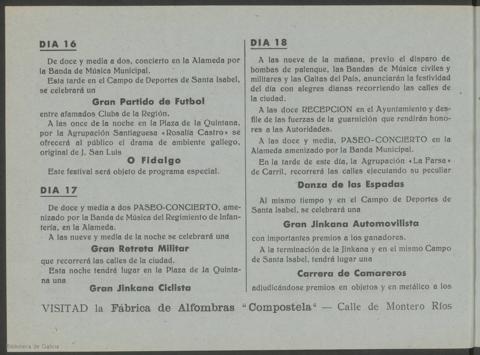 DIA 16
De doce y media a dos, concierto en la Alameda por
la Banda de Música Municipal.
Esta tarde en el Campo de Deportes de Santa Isabel,
se celebrará un
Gran Partido de Futbol
entre afamados Clubs de la Región.
A las once de la noche en la Plaza de la Quintana,
por la Agrupación Santiaguesa «Rosalía Castro» se
ofrecerá al público el drama de ambiente gallego,
original de J. San Luis
O Fidalgo
Este festival será objeto de programa especial.
DIA 17
De doce y media a dos PASEO-CONCIERTO, ame-
nizado por la Banda de Música del Regimiento de Infan-
tería, en la Alameda.
A las nueve y media de la noche se celebrará una
Gran Retreta Militar
que recorrerá las calles de la ciudad.
Esta noche tendrá lugar en la Plaza de la Quinta-
na una
Gran Jinkana Ciclista
DIA 18
A las nueve de la mañana, previo el disparo de
bombas de palenque, las Bandas de Música civiles y
militares y las Gaitas del País, anunciarán la festividad
del día con alegres dianas recorriendo las calles de
la ciudad.
A las doce RECEPCION en el Ayuntamiento y des-
file de las fuerzas de la guarnición que rendirán hono-
res a las Autoridades.
A las doce y media, PASEO-CONCIERTO en la
Alameda amenizado por la Banda Municipal.
En la tarde de este día, la Agrupación «La Farsa»
de Carril, recorrerá las calles ejecutando su peculiar
Danza de las Espadas
Al mismo tiempo y en el Campo de Deportes de
Santa Isabel, se celebrará una
Gran Jinkana Automovilista
con importantes premios a los ganadores.
A la terminación de la Jinkana y en el mismo Campo
de Santa Isabel, tendrá lugar una
Carrera de Camareros
adjudicándose premios en objetos y en metálico a los
VISITAD la Fábrica de Alfombras "Compostela" — Calle de Montero Ríos
Biblioteca de Galicia